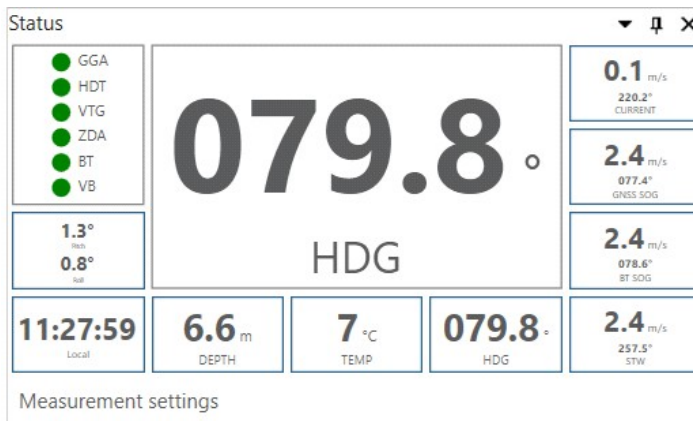 Status
GGA
HDT
VTG
ZDA
BT
VB
079.8 °
HDG
0.1 m/s
220.2°
CURRENT
2.4 m/s
077.4°
GNSS SOG
2.4 m/s
078.6°
BT SOG
2.4 m/s
257.5°
STW
1.3°
Pitch
0.8°
Roll
11:27:59
Local
6.6 m
DEPTH
7 °C
TEMP
079.8 °
HDG
Measurement settings